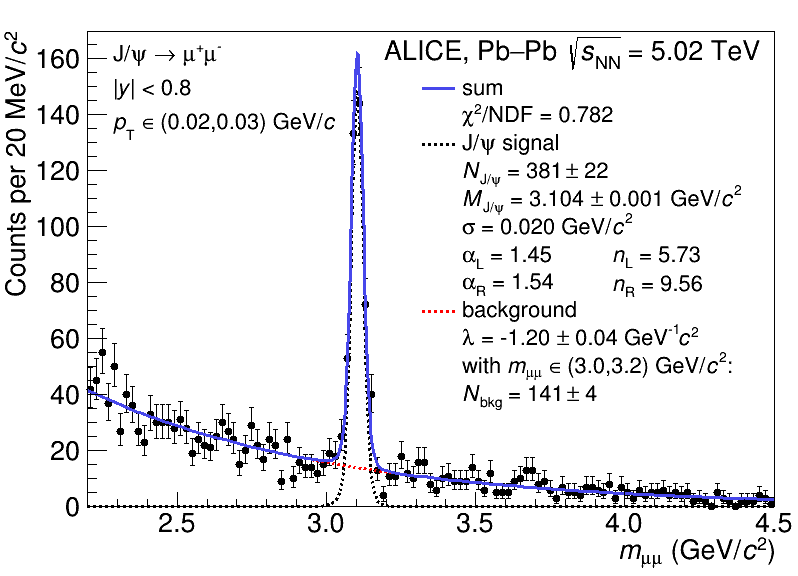 Counts per 20 MeV/c²
160
140
120
100
80
60
40
20
0
J/ψ → μ⁺μ⁻
|y| < 0.8
p_T ∈ (0.02,0.03) GeV/c
ALICE, Pb–Pb √s_NN = 5.02 TeV
sum
χ²/NDF = 0.782
J/ψ signal
N_J/ψ = 381 ± 22
M_J/ψ = 3.104 ± 0.001 GeV/c²
σ = 0.020 GeV/c²
α_L = 1.45 n_L = 5.73
α_R = 1.54 n_R = 9.56
background
λ = -1.20 ± 0.04 GeV⁻¹c²
with m_μμ ∈ (3.0,3.2) GeV/c²:
N_bkg = 141 ± 4
2.5 3.0 3.5 4.0 4.5
m_μμ (GeV/c²)